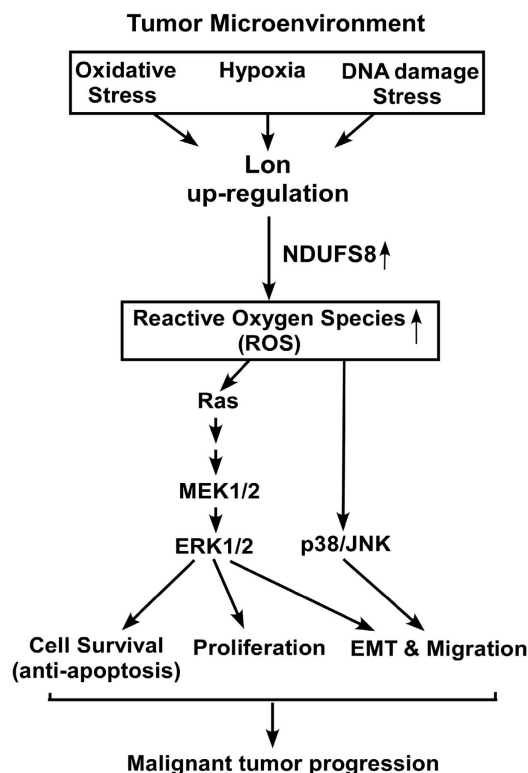 Tumor Microenvironment
Oxidative Stress
Hypoxia
DNA damage Stress
Lon
up-regulation
NDUFS8
Reactive Oxygen Species
(ROS)
Ras
MEK1/2
ERK1/2
p38/JNK
Cell Survival
(anti-apoptosis)
Proliferation
EMT & Migration
Malignant tumor progression